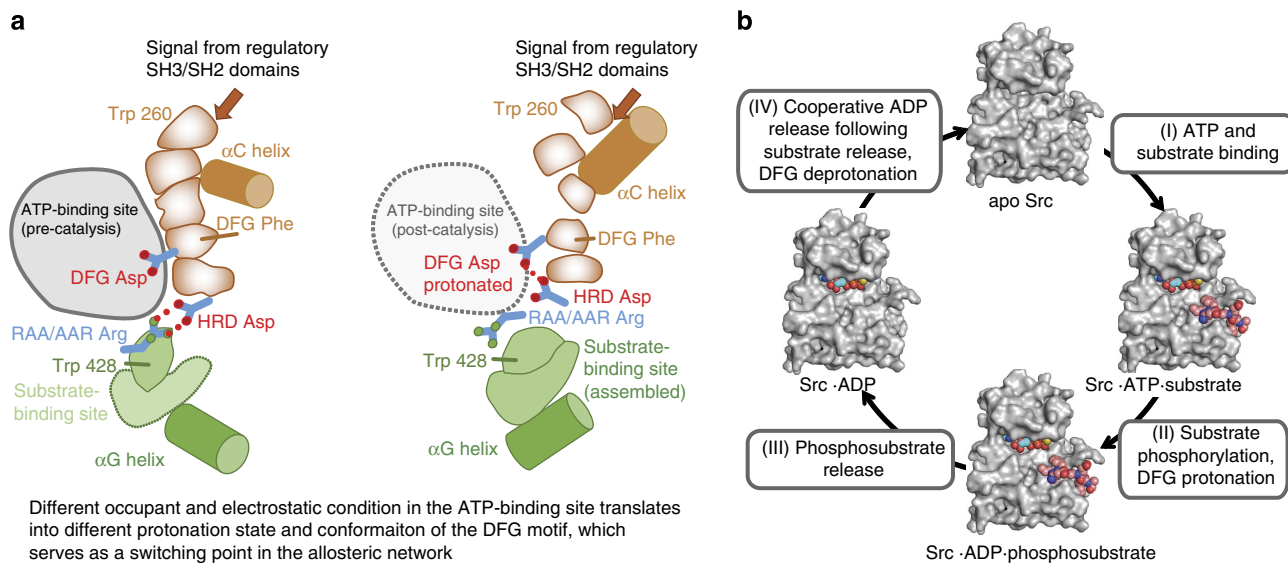 a
Signal from regulatory
SH3/SH2 domains
Trp 260
αC helix
ATP-binding site
(pre-catalysis)
DFG Phe
DFG Asp
HRD Asp
RAA/AAR Arg
Trp 428
Substrate-
binding site
αG helix
Signal from regulatory
SH3/SH2 domains
Trp 260
αC helix
ATP-binding site
(post-catalysis)
DFG Phe
DFG Asp
protonated
HRD Asp
RAA/AAR Arg
Trp 428
Substrate-
binding site
(assembled)
αG helix
Different occupant and electrostatic condition in the ATP-binding site translates
into different protonation state and conformaiton of the DFG motif, which
serves as a switching point in the allosteric network
b
(IV) Cooperative ADP
release following
substrate release,
DFG deprotonation
apo Src
(I) ATP and
substrate binding
Src ·ADP
Src ·ATP·substrate
(III) Phosphosubstrate
release
(II) Substrate
phosphorylation,
DFG protonation
Src ·ADP·phosphosubstrate